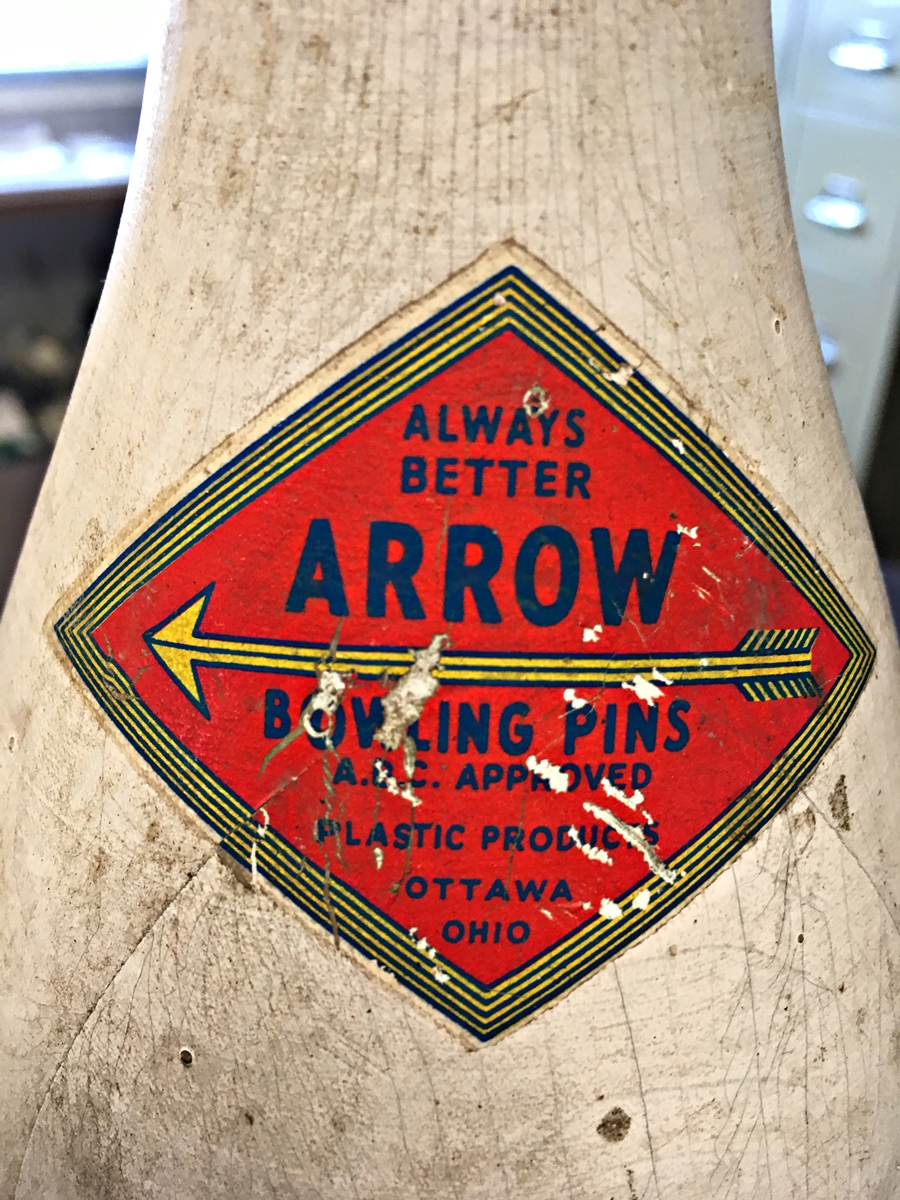 ALWAYS
BETTER
ARROW
BOWLING PINS
A.B.C. APPROVED
PLASTIC PRODUCTS
OTTAWA
OHIO